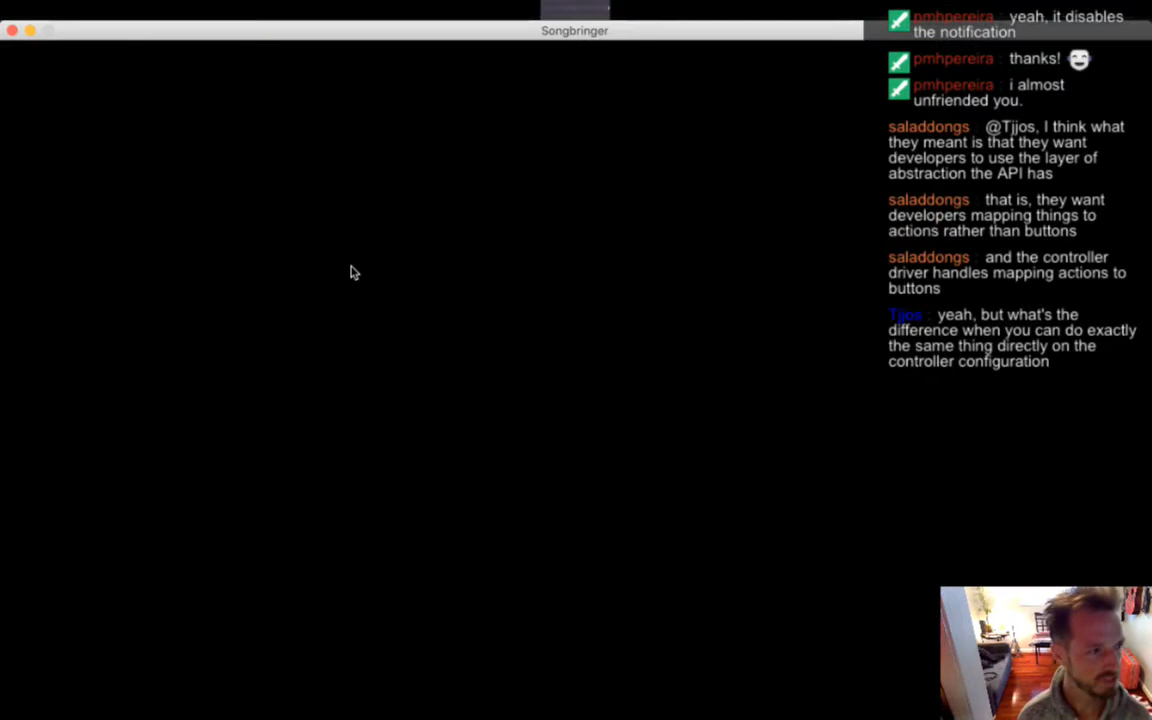 Songbringer
pmhpereira : yeah, it disables
the notification
pmhpereira : thanks!
pmhpereira : i almost
unfriended you.
saladdongs : @Tjjos, I think what
they meant is that they want
developers to use the layer of
abstraction the API has
saladdongs : that is, they want
developers mapping things to
actions rather than buttons
saladdongs : and the controller
driver handles mapping actions to
buttons
Tjjos : yeah, but what's the
difference when you can do exactly
the same thing directly on the
controller configuration